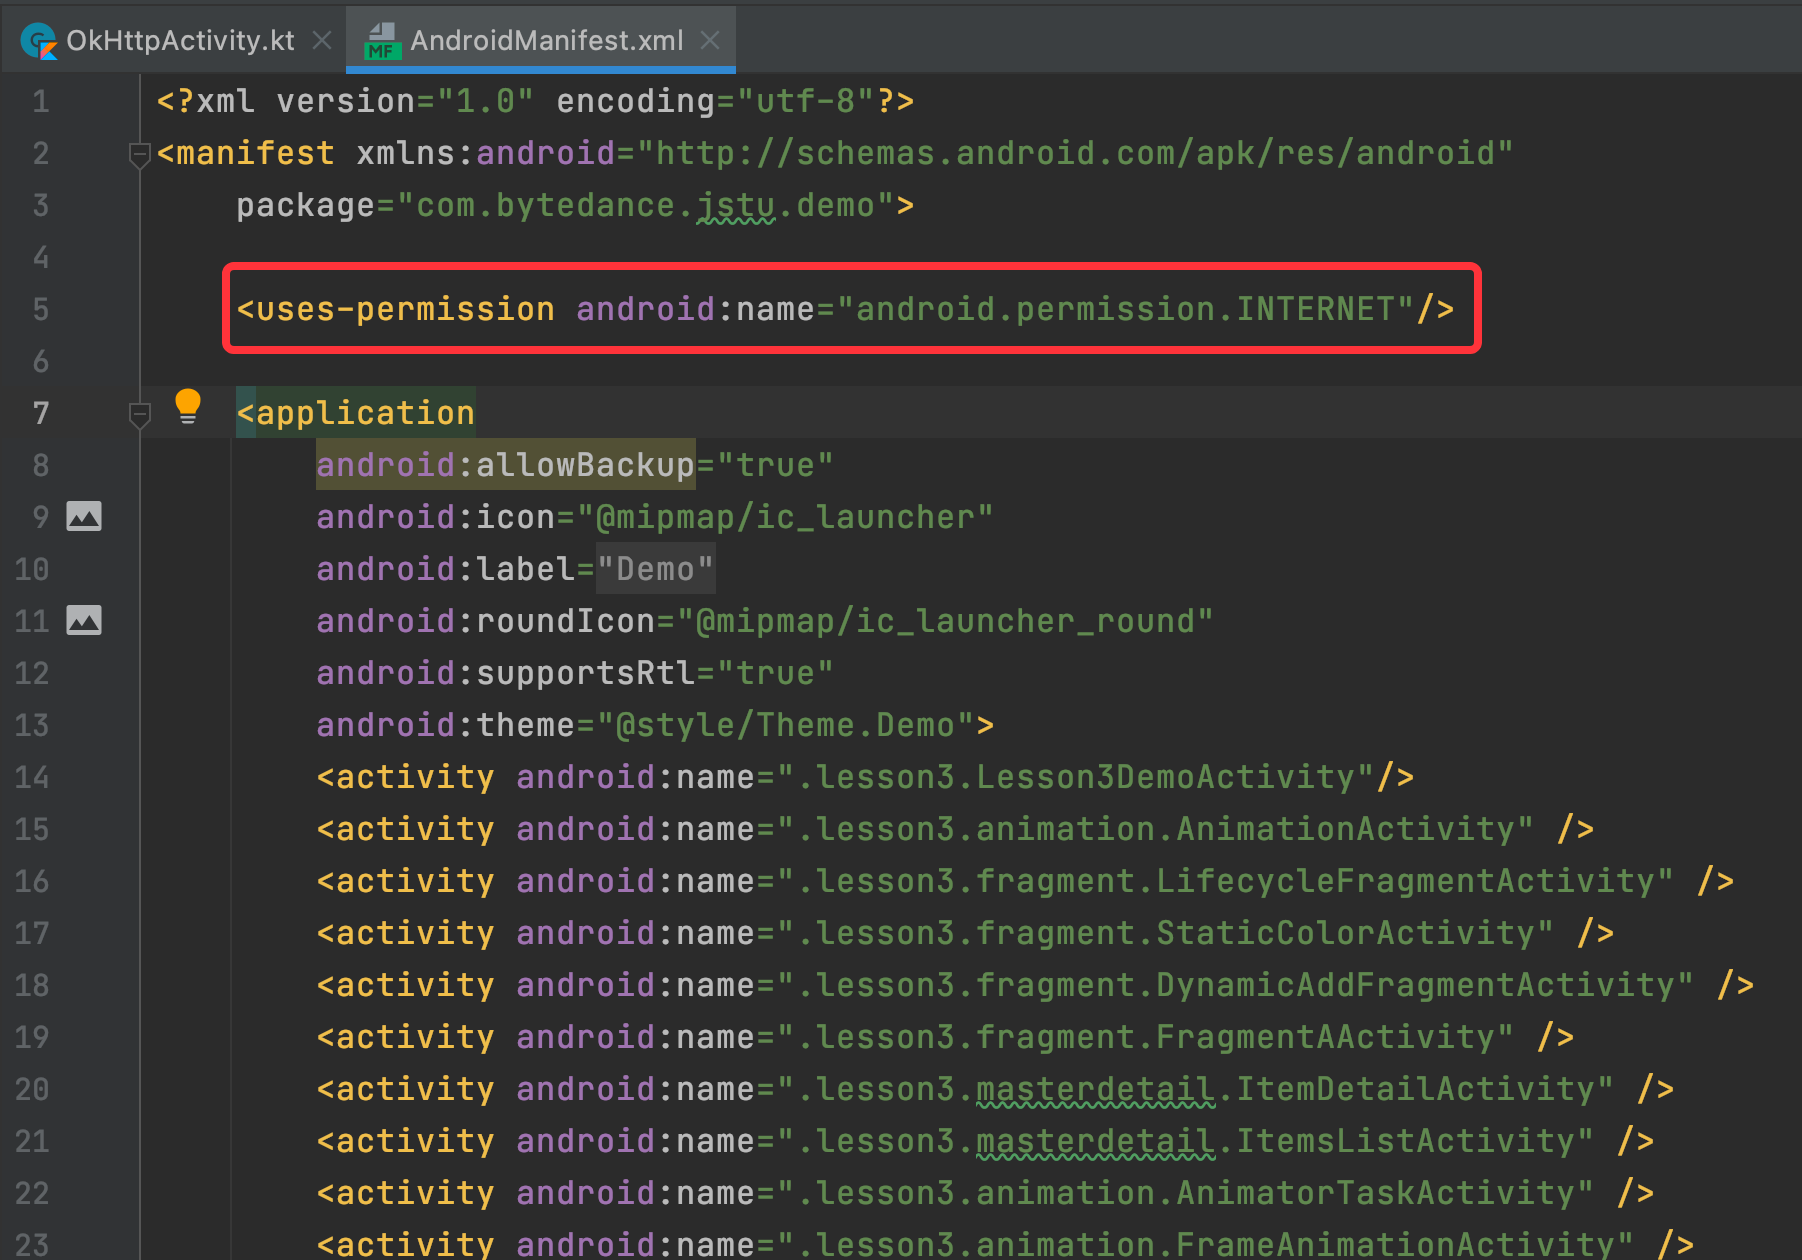 OkHttpActivity.kt
MF AndroidManifest.xml
1 <?xml version="1.0" encoding="utf-8"?>
2 <manifest xmlns:android="http://schemas.android.com/apk/res/android"
3 package="com.bytedance.jstu.demo">
4
5 <uses-permission android:name="android.permission.INTERNET"/>
6
7 <application
8 android:allowBackup="true"
9 android:icon="@mipmap/ic_launcher"
10 android:label="Demo"
11 android:roundIcon="@mipmap/ic_launcher_round"
12 android:supportsRtl="true"
13 android:theme="@style/Theme.Demo">
14 <activity android:name=".lesson3.Lesson3DemoActivity"/>
15 <activity android:name=".lesson3.animation.AnimationActivity" />
16 <activity android:name=".lesson3.fragment.LifecycleFragmentActivity" />
17 <activity android:name=".lesson3.fragment.StaticColorActivity" />
18 <activity android:name=".lesson3.fragment.DynamicAddFragmentActivity" />
19 <activity android:name=".lesson3.fragment.FragmentAActivity" />
20 <activity android:name=".lesson3.masterdetail.ItemDetailActivity" />
21 <activity android:name=".lesson3.masterdetail.ItemsListActivity" />
22 <activity android:name=".lesson3.animation.AnimatorTaskActivity" />
23 <activity android:name=".lesson3.animation.FrameAnimationActivity" />